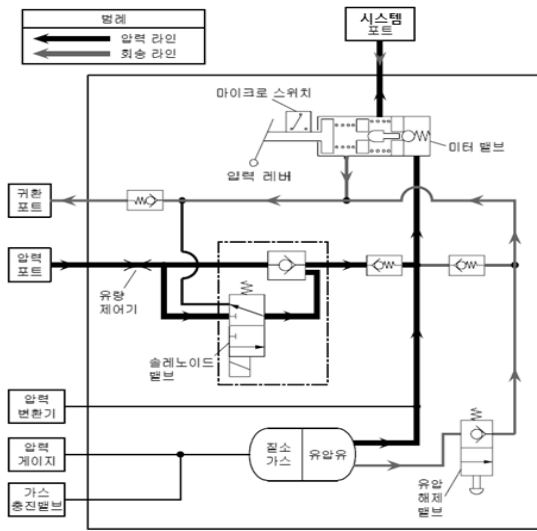 범례
압력 라인
회송 라인
시스템
포트
마이크로 스위치
미터 밸브
입력 레버
귀환
포트
압력
포트
유량
제어기
솔레노이드
밸브
압력
변환기
압력
게이지
가스
충진밸브
질소
가스
유압유
유압
해제
밸브